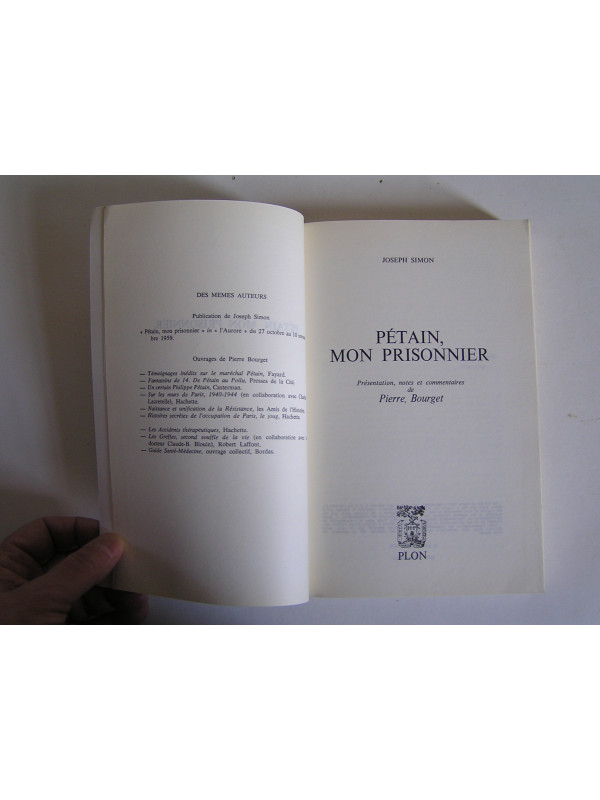 DES MEMES AUTEURS
Publication de Joseph Simon
« Pétain, mon prisonnier » in « l'Aurore » du 27 octobre au 10
bre 1959.
Ouvrages de Pierre Bourget
— Témoignages inédits sur le maréchal Pétain, Fayard.
— Fantassins de 14. De Pétain au Poilu, Presses de la Cité.
— Un certain Philippe Pétain, Casterman.
— Sur les murs de Paris, 1940-1944 (en collaboration avec
Lacretelle), Hachette.
— Naissance et unification de la Résistance, les Amis de
— Histoires secrètes de l'occupation de Paris, le joug, Hachette.
— Les Accidents thérapeutiques, Hachette.
— Les Greffes, second souffle de la vie (en collaboration avec
docteur Claude-R. Blouin), Robert Laffont.
— Guide Santé-Médecine, ouvrage collectif, Bordas.
JOSEPH SIMON
PÉTAIN,
MON PRISONNIER
Présentation, notes et commentaires
de
Pierre Bourget
PLON